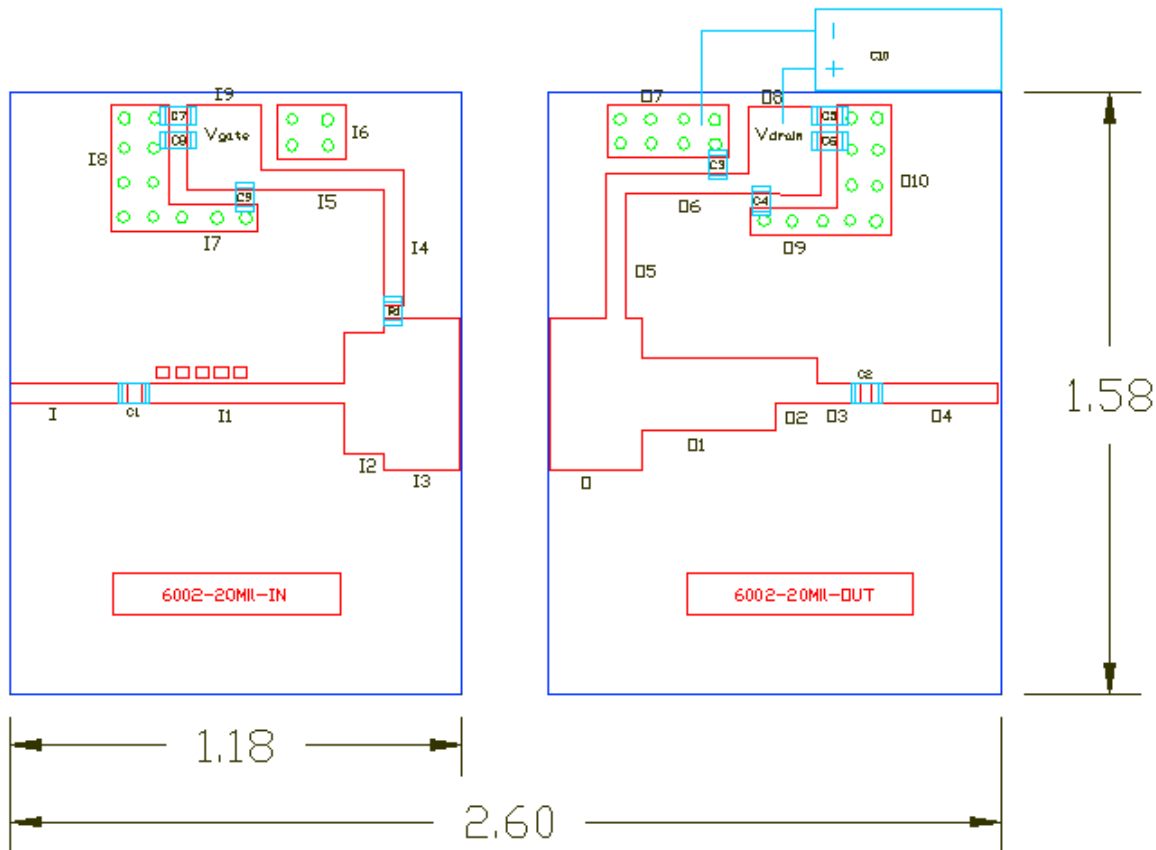 C10
I9
C7
Vgate
C8
I6
I8
C9
I5
I7
I4
R1
I
C1
I1
I2
I3
6002-20Mil-IN
O7
O8
C5
Vdrain
C6
C3
O10
O6
C4
O9
O5
C2
O1
O2
O3
O4
O
6002-20Mil-OUT
1.58
1.18
2.60